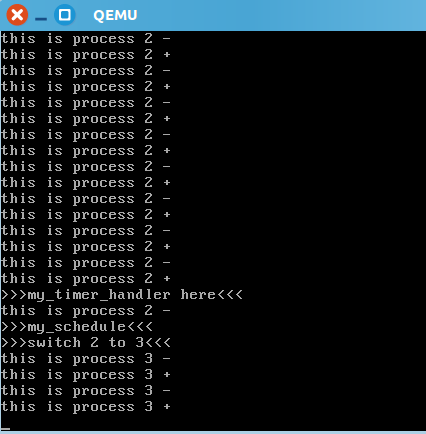 QEMU
this is process 2 -
this is process 2 +
this is process 2 -
this is process 2 +
this is process 2 -
this is process 2 +
this is process 2 -
this is process 2 +
this is process 2 -
this is process 2 +
this is process 2 -
this is process 2 +
this is process 2 -
this is process 2 +
this is process 2 -
this is process 2 +
>>>my_timer_handler here<<<
this is process 2 -
>>>my_schedule<<<
>>>switch 2 to 3<<<
this is process 3 -
this is process 3 +
this is process 3 -
this is process 3 +
_